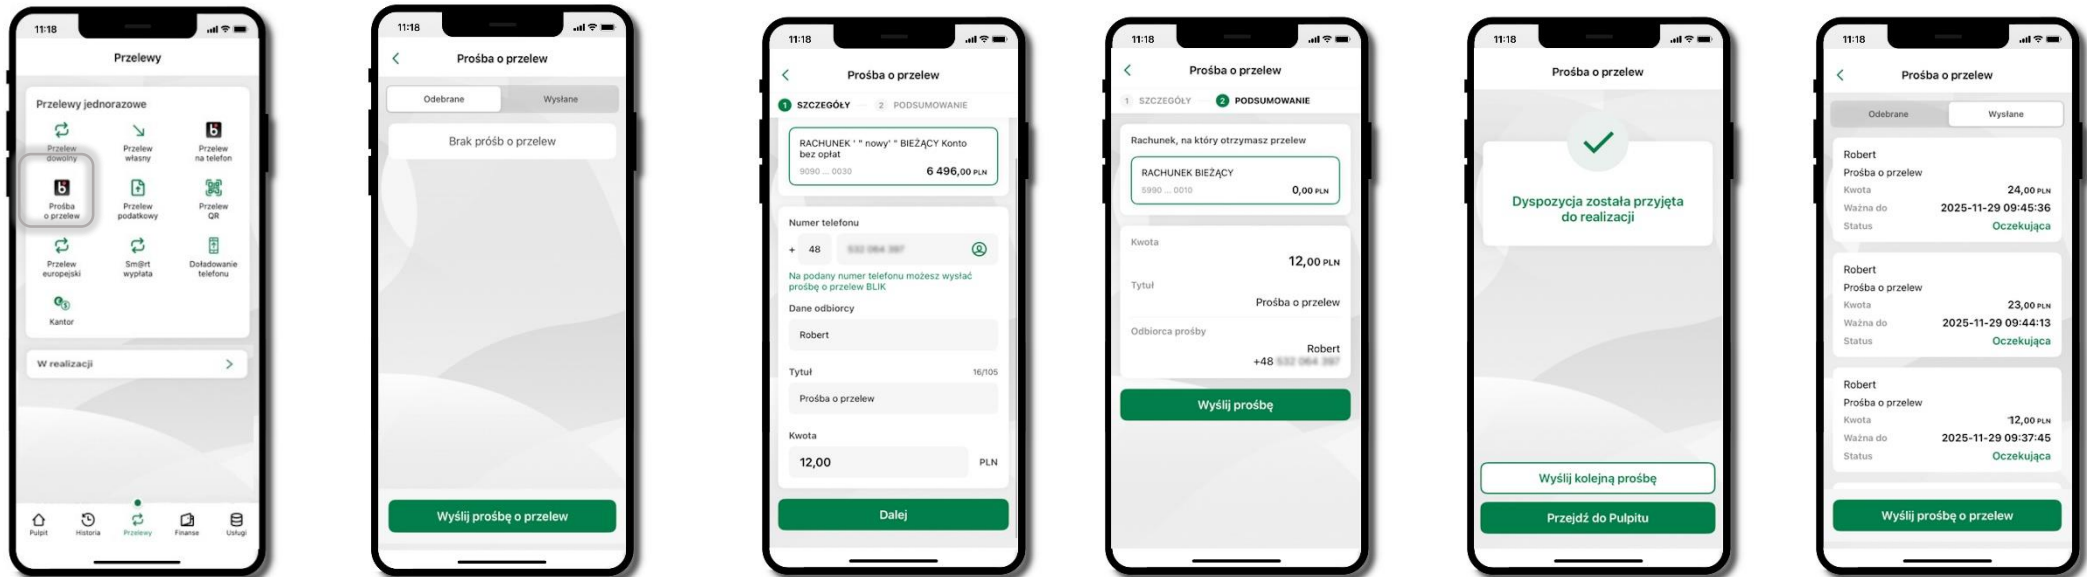 11:18
Przelewy
Przelewy jednorazowe
Przelew dowolny
Przelew własny
Przelew na telefon
Prośba o przelew
Przelew podatkowy
Przelew QR
Przelew europejski
Sm@rt wypłata
Doładowanie telefonu
Kantor
W realizacji
Pulpit
Historia
Przelewy
Finanse
Usługi
11:18
Prośba o przelew
Odebrane
Wysłane
Brak próśb o przelew
Wyślij prośbę o przelew
11:18
Prośba o przelew
1 SZCZEGÓŁY
2 PODSUMOWANIE
RACHUNEK ' " nowy' " BIEŻĄCY Konto
bez opłat
9090 ... 0030
6 496,00 PLN
Numer telefonu
+ 48
Na podany numer telefonu możesz wysłać
prośbę o przelew BLIK
Dane odbiorcy
Robert
Tytuł
16/105
Prośba o przelew
Kwota
12,00
PLN
Dalej
11:18
Prośba o przelew
1 SZCZEGÓŁY
2 PODSUMOWANIE
Rachunek, na który otrzymasz przelew
RACHUNEK BIEŻĄCY
5990 ... 0010
0,00 PLN
Kwota
12,00 PLN
Tytuł
Prośba o przelew
Odbiorca prośby
Robert
+48
Wyślij prośbę
11:18
Prośba o przelew
Dyspozycja została przyjęta
do realizacji
Wyślij kolejną prośbę
Przejdź do Pulpitu
11:18
Prośba o przelew
Odebrane
Wysłane
Robert
Prośba o przelew
Kwota 24,00 PLN
Ważna do 2025-11-29 09:45:36
Status Oczekująca
Robert
Prośba o przelew
Kwota 23,00 PLN
Ważna do 2025-11-29 09:44:13
Status Oczekująca
Robert
Prośba o przelew
Kwota 12,00 PLN
Ważna do 2025-11-29 09:37:45
Status Oczekująca
Wyślij prośbę o przelew